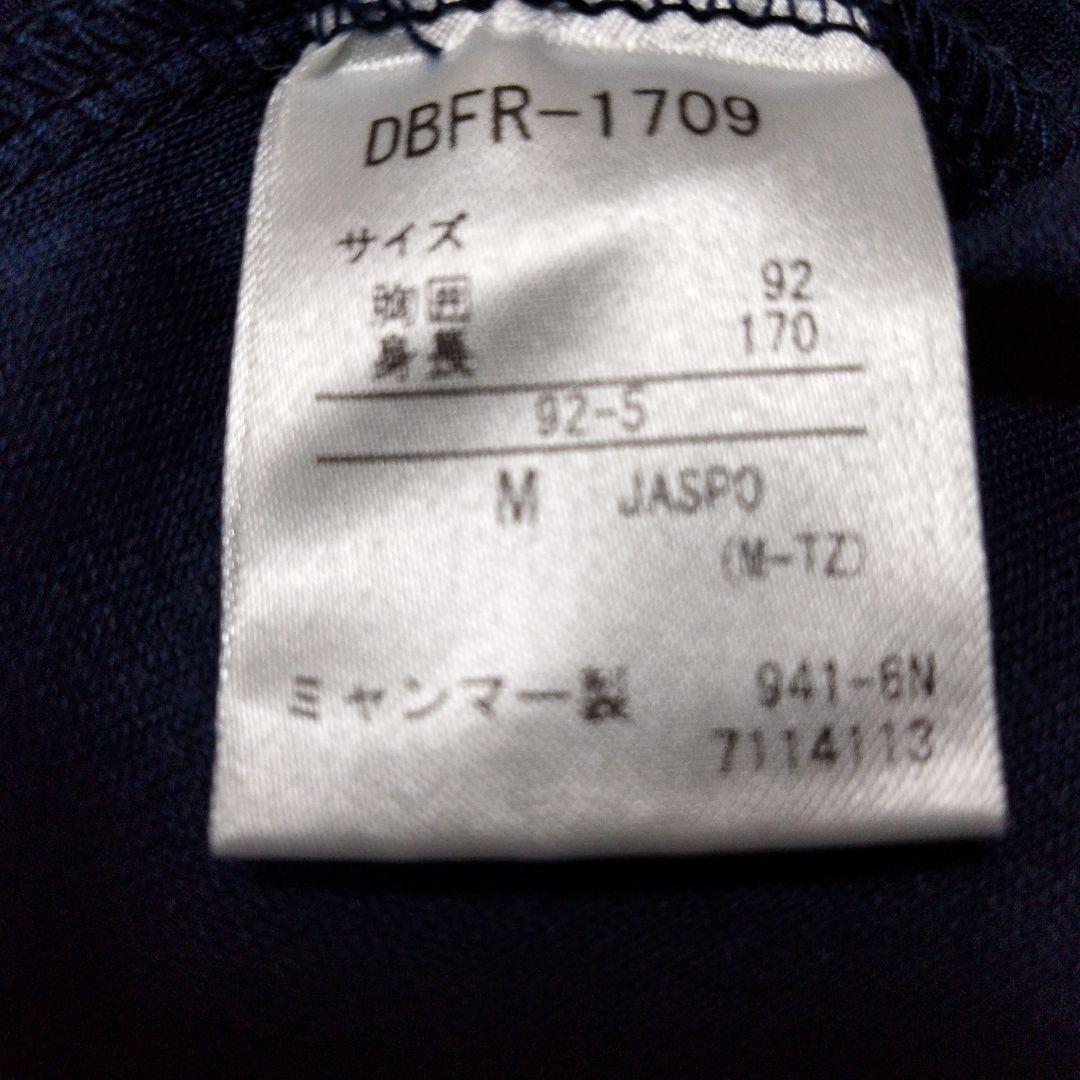 DBFR-1709
サイズ
胸囲 92
身長 170
92-5
M JASPO
(M-TZ)
ミャンマー製 941-6N
7114113